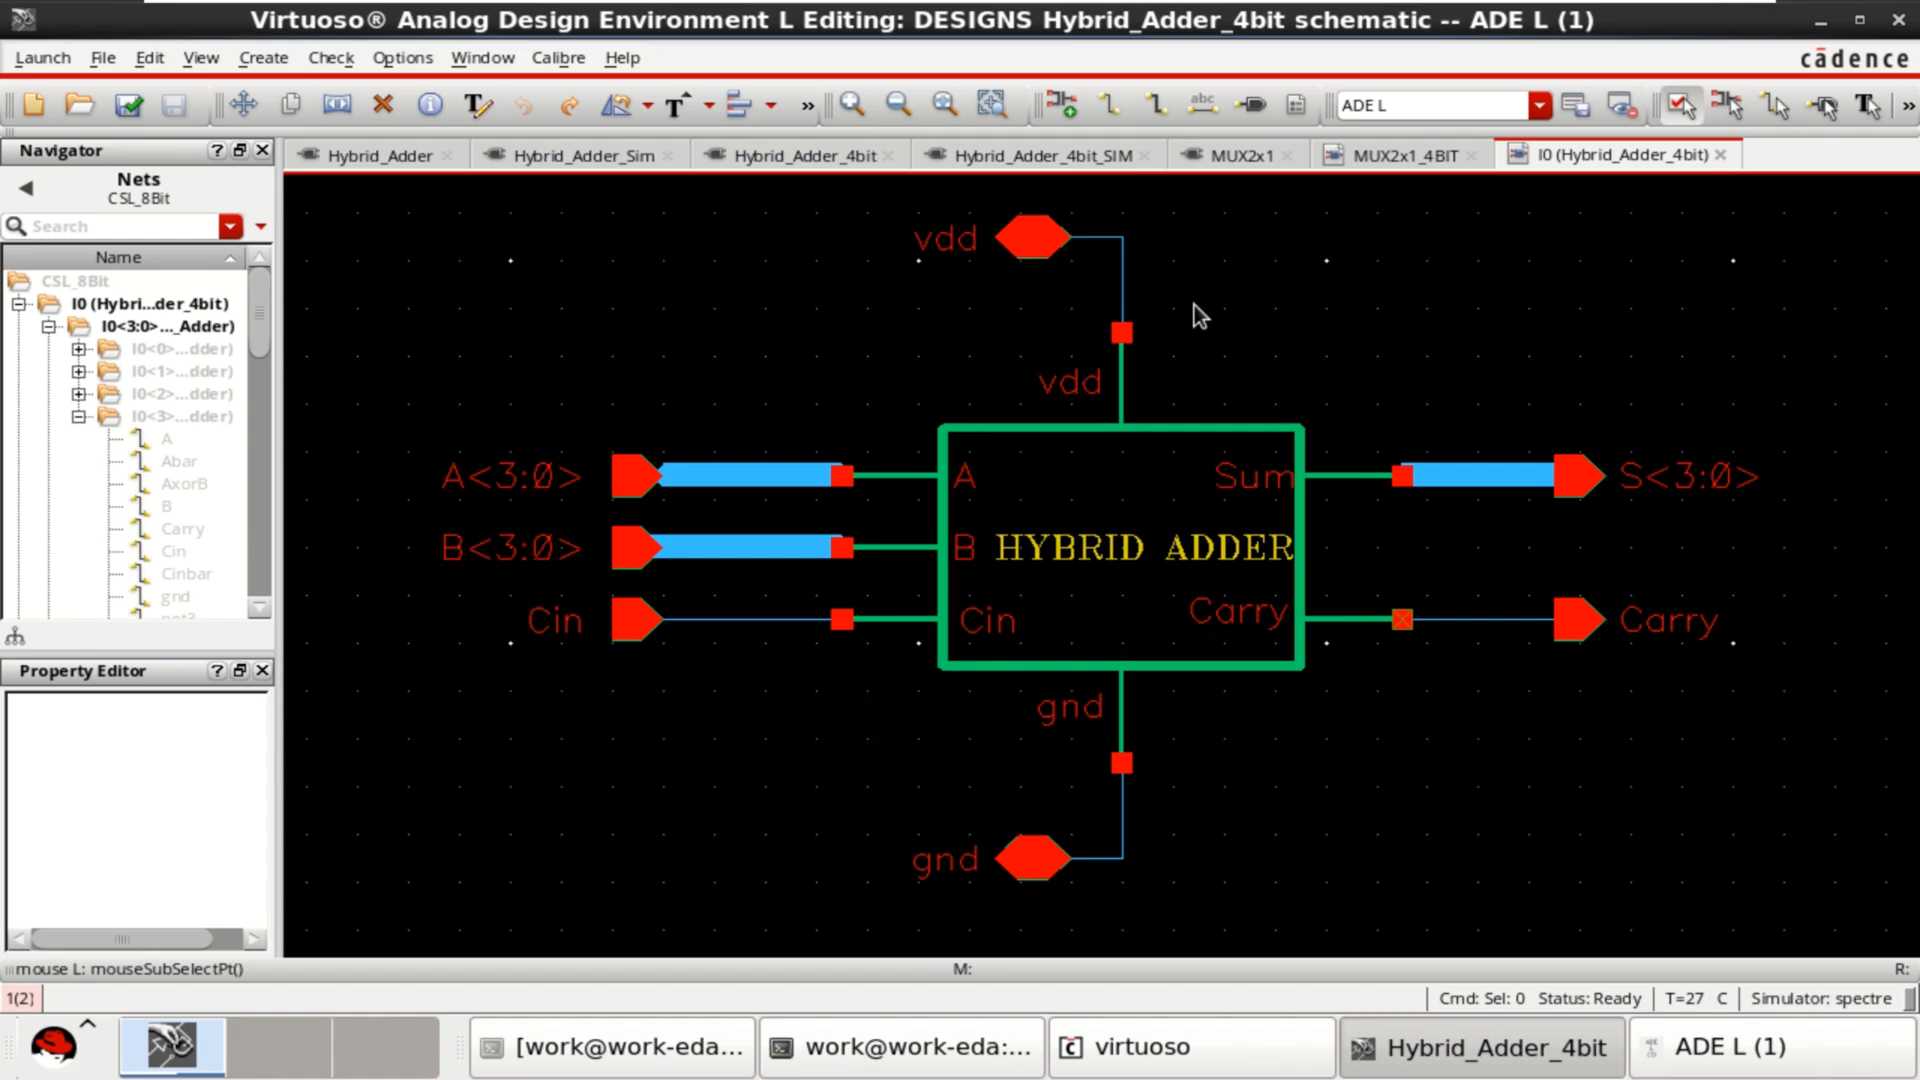 Virtuoso® Analog Design Environment L Editing: DESIGNS Hybrid_Adder_4bit schematic -- ADE L (1)
Launch File Edit View Create Check Options Window Calibre Help
cādence
T T abc ADE L T
Navigator
Hybrid_Adder Hybrid_Adder_Sim Hybrid_Adder_4bit Hybrid_Adder_4bit_SIM MUX2x1 MUX2x1_4BIT I0 (Hybrid_Adder_4bit)
Nets
CSL_8Bit
Search
Name
CSL_8Bit
I0 (Hybri...der_4bit)
I0<3:0>..._Adder)
I0<0>...dder)
I0<1>...dder)
I0<2>...dder)
I0<3>...dder)
A
Abar
AxorB
B
Carry
Cin
Cinbar
gnd
net3
Property Editor
vdd
vdd
A<3:0> A Sum S<3:0>
B<3:0> B HYBRID ADDER
Cin Cin Carry Carry
gnd
gnd
mouse L: mouseSubSelectPt() M: R:
1(2) Cmd: Sel: 0 Status: Ready T=27 C Simulator: spectre
[work@work-eda... work@work-eda:... virtuoso Hybrid_Adder_4bit ADE L (1)